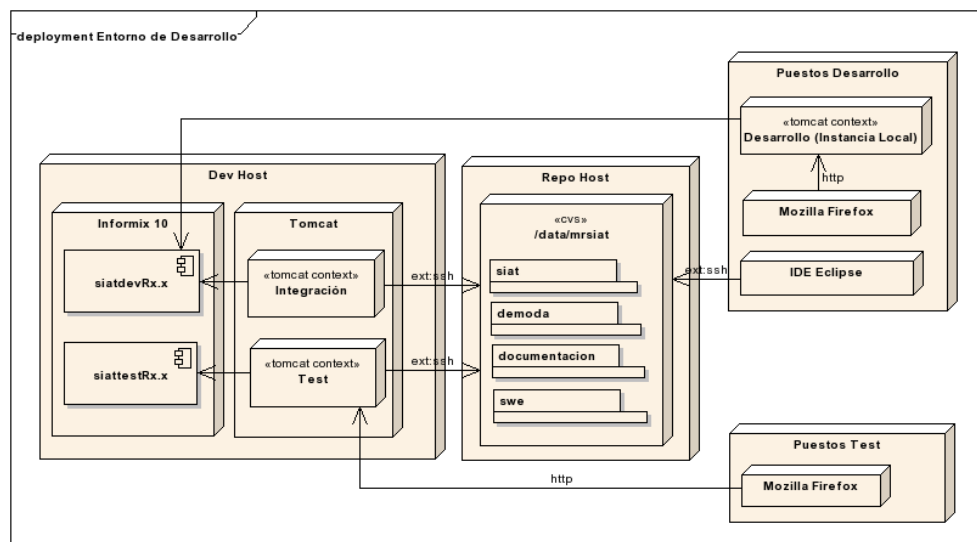 deployment Entorno de Desarrollo
Puestos Desarrollo
«tomcat context»
Desarrollo (Instancia Local)
http
Mozilla Firefox
IDE Eclipse
ext:ssh
Dev Host
Informix 10
siatdevRx.x
siattestRx.x
Tomcat
«tomcat context»
Integración
«tomcat context»
Test
ext:ssh
ext:ssh
Repo Host
«cvs»
/data/mrsiat
siat
demoda
documentacion
swe
http
Puestos Test
Mozilla Firefox